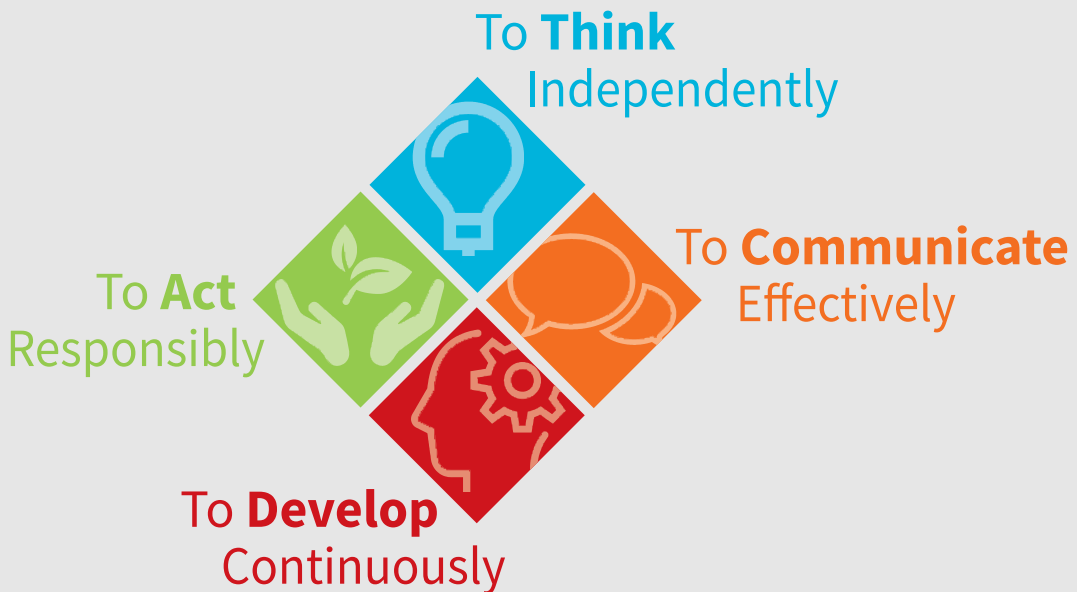 To Think
Independently
To Communicate
Effectively
To Act
Responsibly
To Develop
Continuously